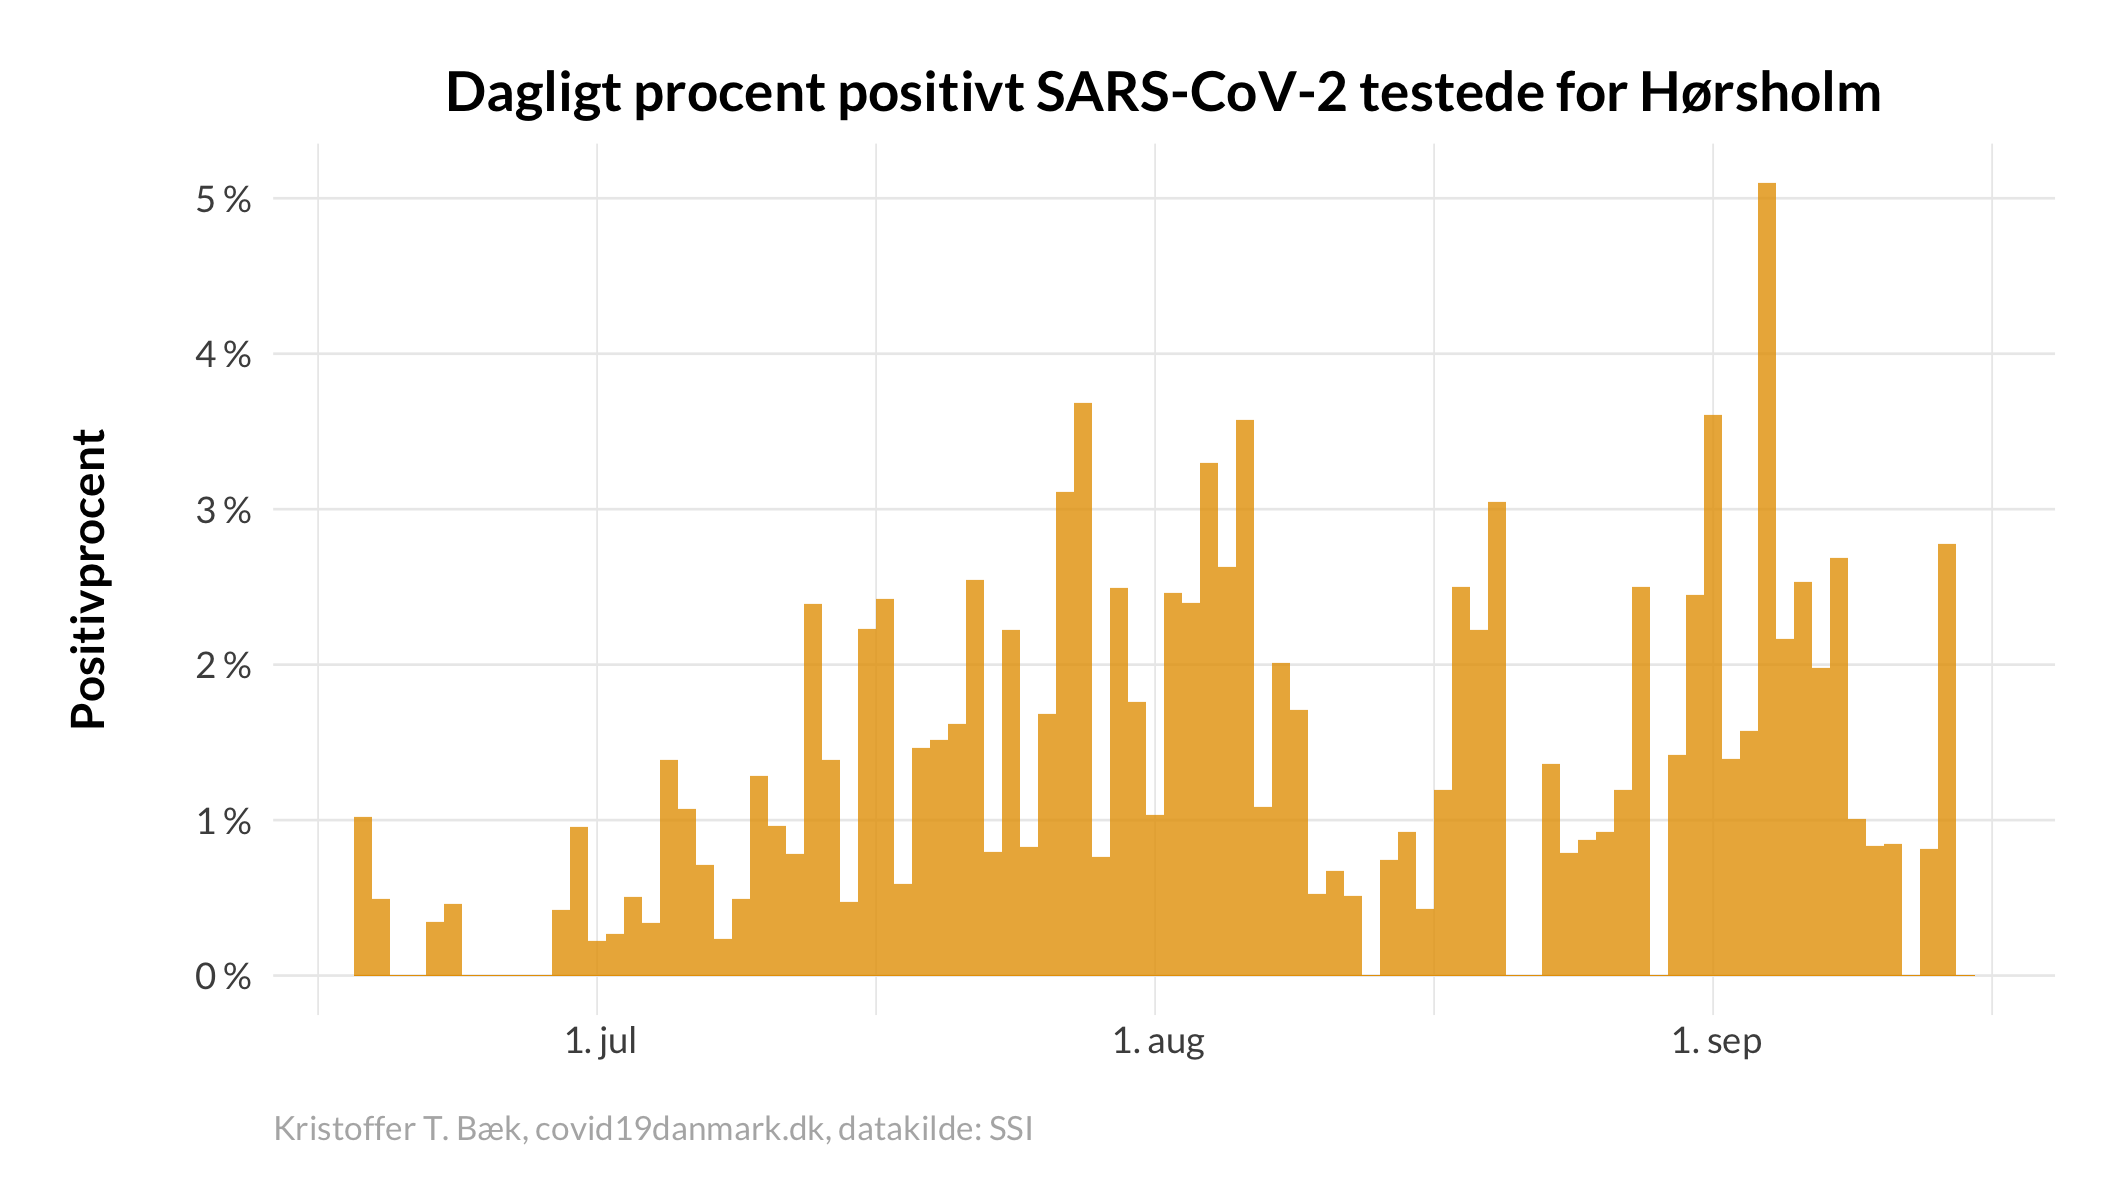 Dagligt procent positivt SARS-CoV-2 testede for Hørsholm
Positivprocent
5 %
4 %
3 %
2 %
1 %
0 %
1. jul
1. aug
1. sep
Kristoffer T. Bæk, covid19danmark.dk, datakilde: SSI